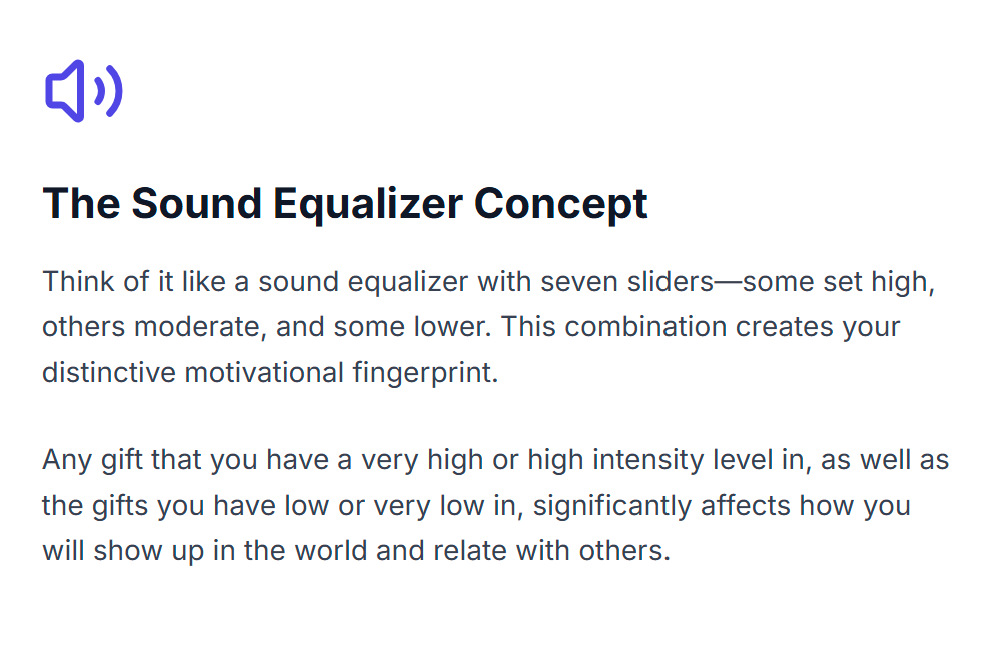 The Sound Equalizer Concept
Think of it like a sound equalizer with seven sliders—some set high,
others moderate, and some lower. This combination creates your
distinctive motivational fingerprint.
Any gift that you have a very high or high intensity level in, as well as
the gifts you have low or very low in, significantly affects how you
will show up in the world and relate with others.